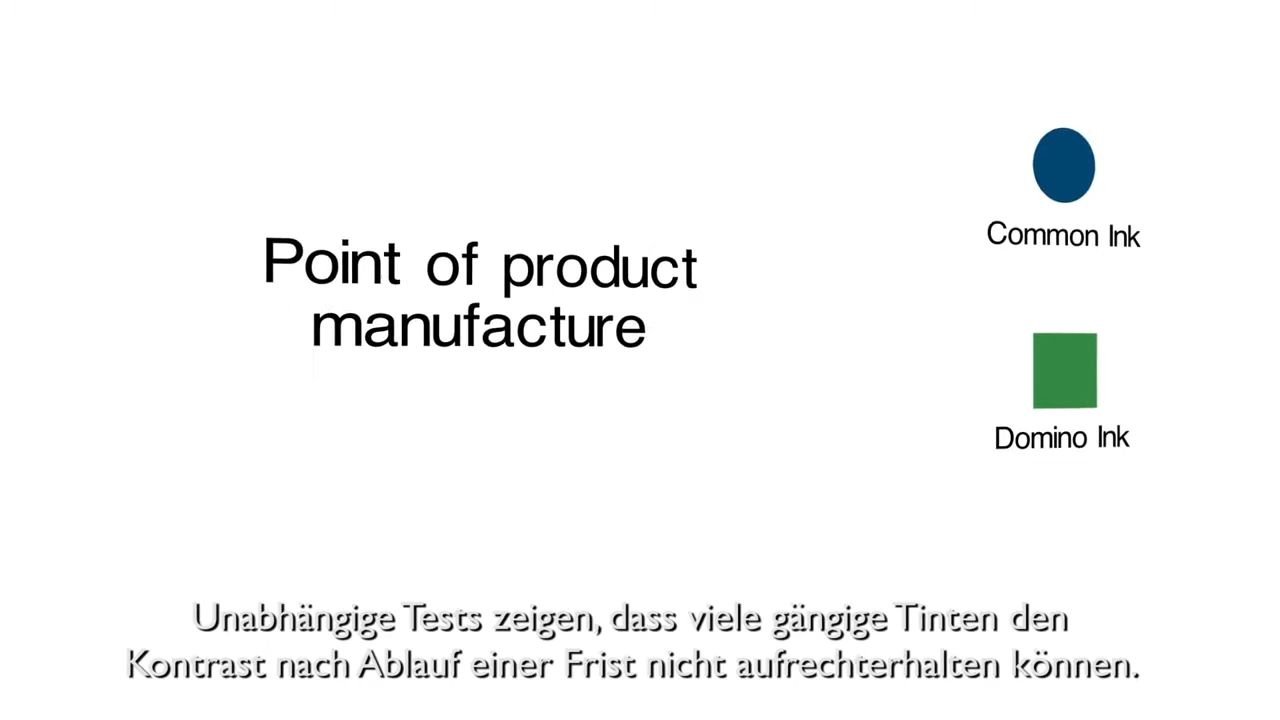 Point of product
manufacture
Common Ink
Domino Ink
Unabhängige Tests zeigen, dass viele gängige Tinten den
Kontrast nach Ablauf einer Frist nicht aufrechterhalten können.